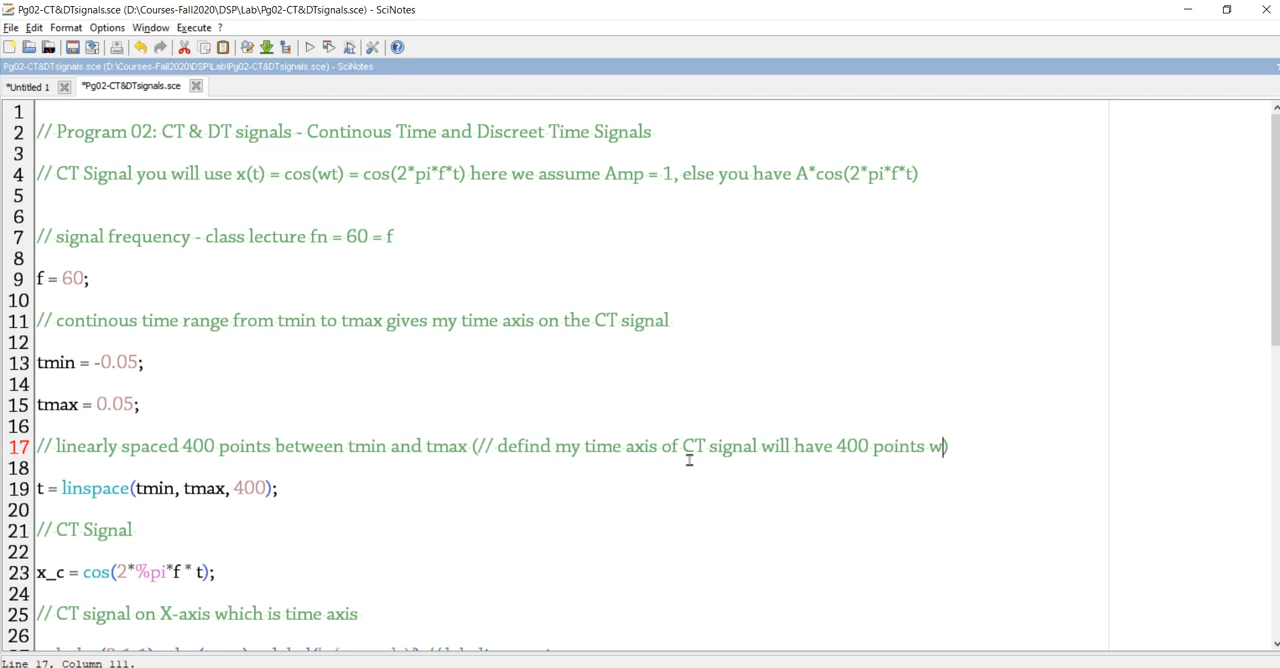 Pg02-CT&DTsignals.sce (D:\Courses-Fall2020\DSP\Lab\Pg02-CT&DTsignals.sce) - SciNotes
File Edit Format Options Window Execute ?
Pg02-CT&DTsignals.sce (D:\Courses-Fall2020\DSP\Lab\Pg02-CT&DTsignals.sce) - SciNotes
*Untitled 1 *Pg02-CT&DTsignals.sce
1
2 // Program 02: CT & DT signals - Continous Time and Discreet Time Signals
3
4 // CT Signal you will use x(t) = cos(wt) = cos(2*pi*f*t) here we assume Amp = 1, else you have A*cos(2*pi*f*t)
5
6
7 // signal frequency - class lecture fn = 60 = f
8
9 f = 60;
10
11 // continous time range from tmin to tmax gives my time axis on the CT signal
12
13 tmin = -0.05;
14
15 tmax = 0.05;
16
17 // linearly spaced 400 points between tmin and tmax (// defind my time axis of CT signal will have 400 points w)
18
19 t = linspace(tmin, tmax, 400);
20
21 // CT Signal
22
23 x_c = cos(2*%pi*f * t);
24
25 // CT signal on X-axis which is time axis
26
Line 17, Column 111.